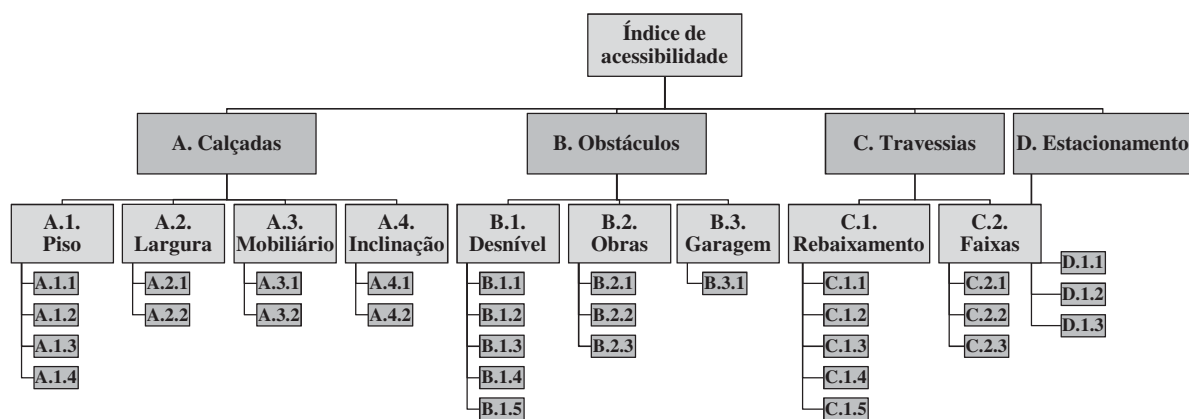 Índice de
acessibilidade
A. Calçadas
B. Obstáculos
C. Travessias
D. Estacionamento
A.1.
Piso
A.2.
Largura
A.3.
Mobiliário
A.4.
Inclinação
B.1.
Desnível
B.2.
Obras
B.3.
Garagem
C.1.
Rebaixamento
C.2.
Faixas
A.1.1
A.1.2
A.1.3
A.1.4
A.2.1
A.2.2
A.3.1
A.3.2
A.4.1
A.4.2
B.1.1
B.1.2
B.1.3
B.1.4
B.1.5
B.2.1
B.2.2
B.2.3
B.3.1
C.1.1
C.1.2
C.1.3
C.1.4
C.1.5
C.2.1
C.2.2
C.2.3
D.1.1
D.1.2
D.1.3